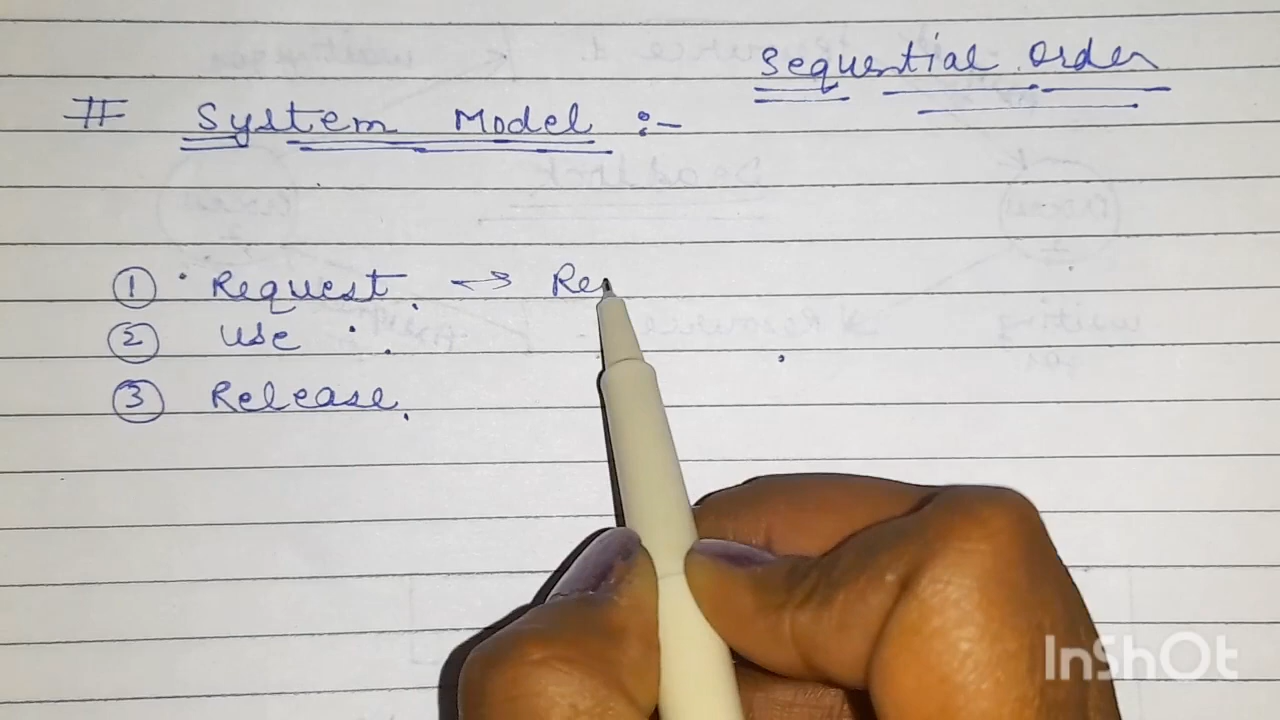 Sequential Order
# System Model :-
① Request. → Re
② Use
③ Release.
InShOt